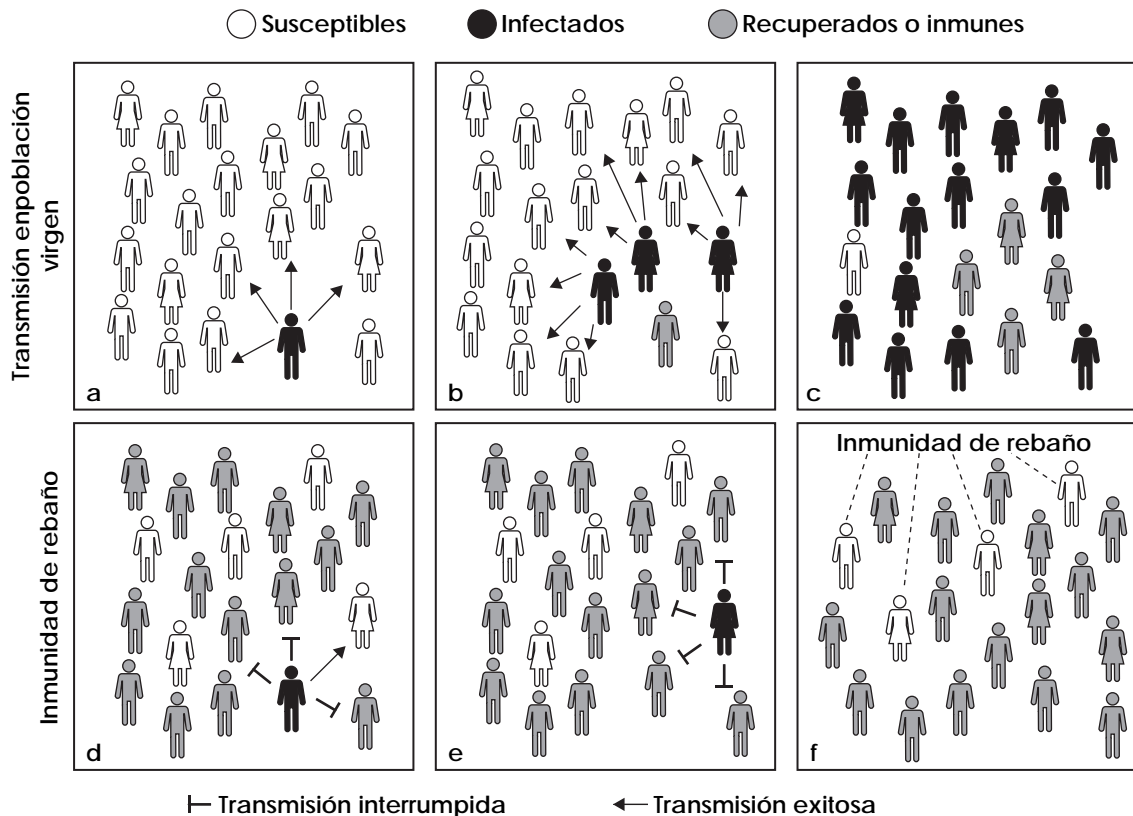 Susceptibles
Infectados
Recuperados o inmunes
Transmisión enpoblación
virgen
a
b
c
Inmunidad de rebaño
Inmunidad de rebaño
d
e
f
Transmisión interrumpida
Transmisión exitosa